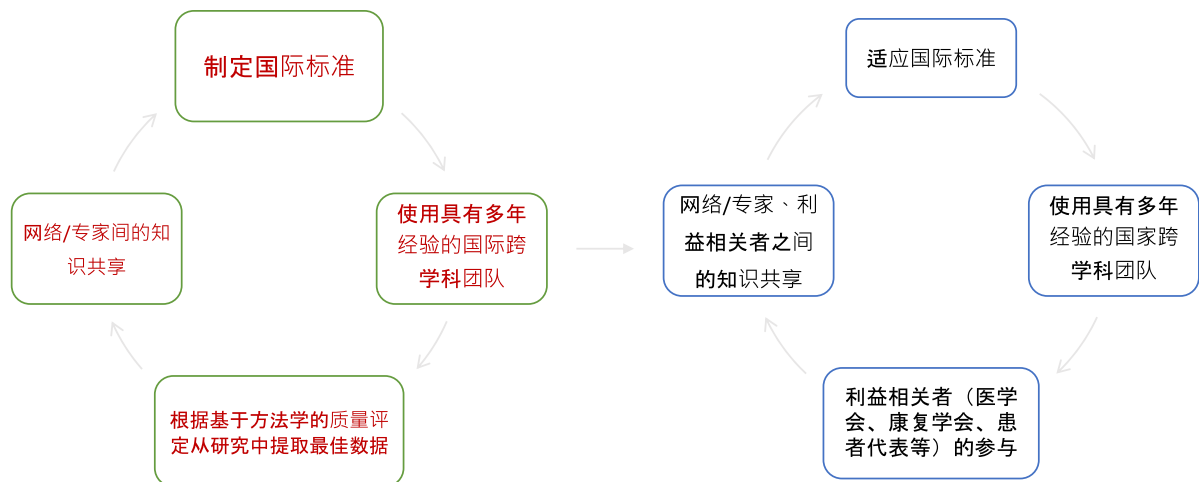 制定国际标准
网络/专家间的知
识共享
使用具有多年
经验的国际跨
学科团队
根据基于方法学的质量评
定从研究中提取最佳数据
适应国际标准
网络/专家、利
益相关者之间
的知识共享
使用具有多年
经验的国家跨
学科团队
利益相关者（医学
会、康复学会、患
者代表等）的参与